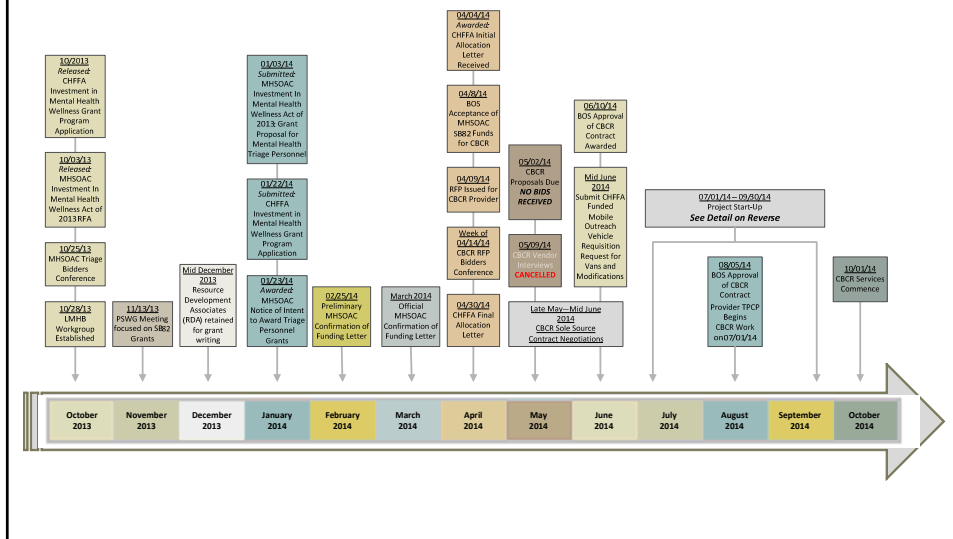 10/2013
Released:
CHFFA
Investment in
Mental Health
Wellness Grant
Program
Application
10/03/13
Released:
MHSOAC
Investment In
Mental Health
Wellness Act of
2013 RFA
10/25/13
MHSOAC Triage
Bidders
Conference
10/28/13
LMHB
Workgroup
Established
11/13/13
PSWG Meeting
focused on SB82
Grants
Mid December
2013
Resource
Development
Associates
(RDA) retained
for grant
writing
01/03/14
Submitted:
MHSOAC
Investment In
Mental Health
Wellness Act of
2013: Grant
Proposal for
Mental Health
Triage Personnel
01/22/14
Submitted:
CHFFA
Investment in
Mental Health
Wellness Grant
Program
Application
01/23/14
Awarded:
MHSOAC
Notice of Intent
to Award Triage
Personnel
Grants
02/25/14
Preliminary
MHSOAC
Confirmation of
Funding Letter
March 2014
Official
MHSOAC
Confirmation of
Funding Letter
04/04/14
Awarded:
CHFFA Initial
Allocation
Letter
Received
04/8/14
BOS
Acceptance of
MHSOAC
SB82 Funds
for CBCR
04/09/14
RFP Issued for
CBCR Provider
Week of
04/14/14
CBCR RFP
Bidders
Conference
04/30/14
CHFFA Final
Allocation
Letter
05/02/14
CBCR
Proposals Due
NO BIDS
RECEIVED
05/09/14
CBCR Vendor
Interviews
CANCELLED
Late May—Mid June
2014
CBCR Sole Source
Contract Negotiations
06/10/14
BOS Approval
of CBCR
Contract
Awarded
Mid June
2014
Submit CHFFA
Funded
Mobile
Outreach
Vehicle
Requisition
Request for
Vans and
Modifications
07/01/14—09/30/14
Project Start-Up
See Detail on Reverse
08/05/14
BOS Approval
of CBCR
Contract
Provider TPCP
Begins
CBCR Work
on 07/01/14
10/01/14
CBCR Services
Commence
October
2013
November
2013
December
2013
January
2014
February
2014
March
2014
April
2014
May
2014
June
2014
July
2014
August
2014
September
2014
October
2014